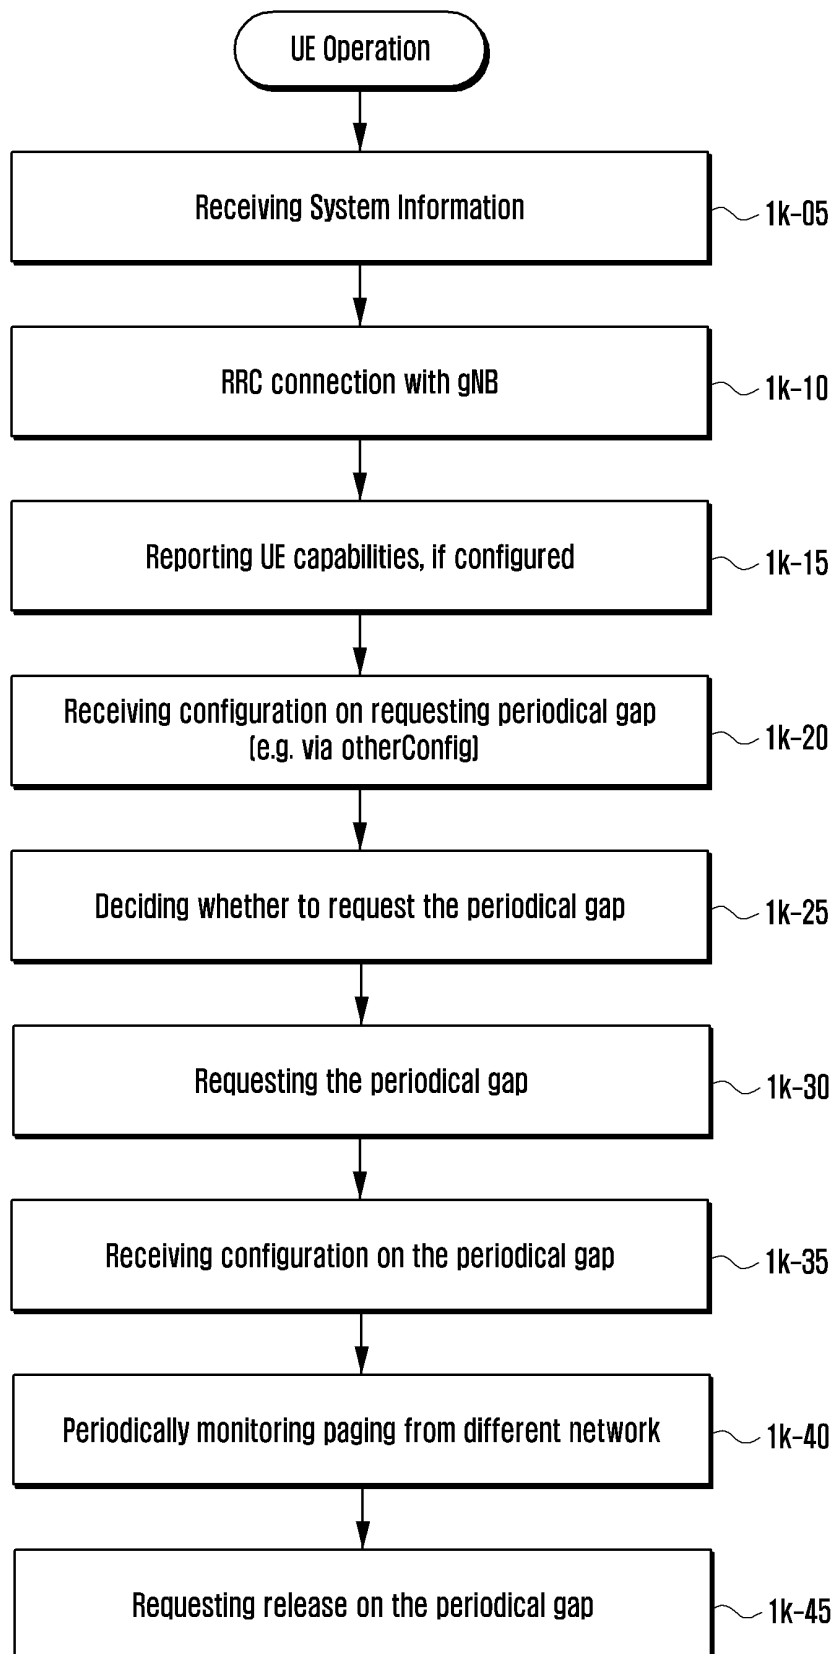 UE Operation
Receiving System Information
1k-05
RRC connection with gNB
1k-10
Reporting UE capabilities, if configured
1k-15
Receiving configuration on requesting periodical gap
(e.g. via otherConfig)
1k-20
Deciding whether to request the periodical gap
1k-25
Requesting the periodical gap
1k-30
Receiving configuration on the periodical gap
1k-35
Periodically monitoring paging from different network
1k-40
Requesting release on the periodical gap
1k-45